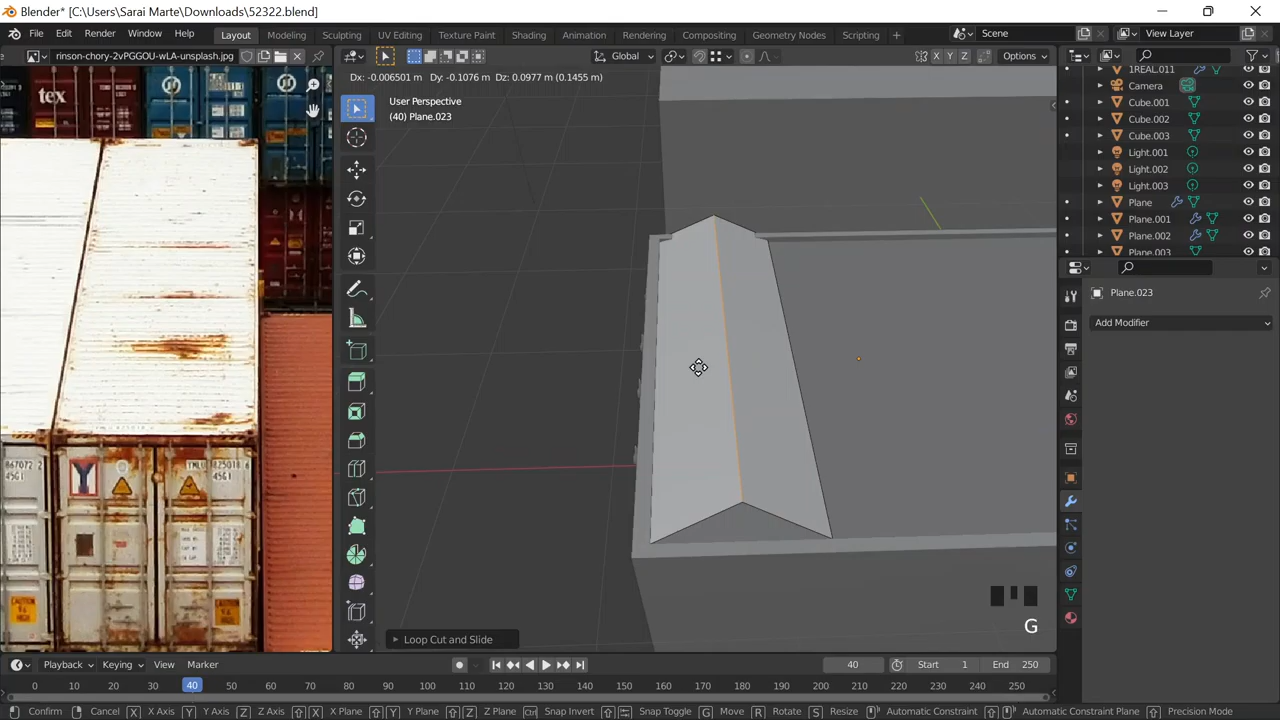 Blender* [C:\Users\Sarai Marte\Downloads\52322.blend]
File Edit Render Window Help Layout Modeling Sculpting UV Editing Texture Paint Shading Animation Rendering Compositing Geometry Nodes Scripting + Scene View Layer
rinson-chory-2vPGGOU-wLA-unsplash.jpg Global X Y Z Options
Dx: -0.006501 m Dy: -0.1076 m Dz: 0.0977 m (0.1455 m)
User Perspective
(40) Plane.023
1REAL.011
Camera
Cube.001
Cube.002
Cube.003
Light.001
Light.002
Light.003
Plane
Plane.001
Plane.002
Plane.003
Plane.023
Add Modifier
tex
Y
45G1
45G1
G
Loop Cut and Slide
Playback Keying View Marker 40 Start 1 End 250
0 10 20 30 40 50 60 70 80 90 100 110 120 130 140 150 160 170 180 190 200 210 220 230 240 250
Confirm Cancel X X Axis Y Y Axis Z Z Axis X X Plane Y Y Plane Z Z Plane Ctrl Snap Invert Snap Toggle G Move R Rotate S Resize Automatic Constraint Automatic Constraint Plane Precision Mode